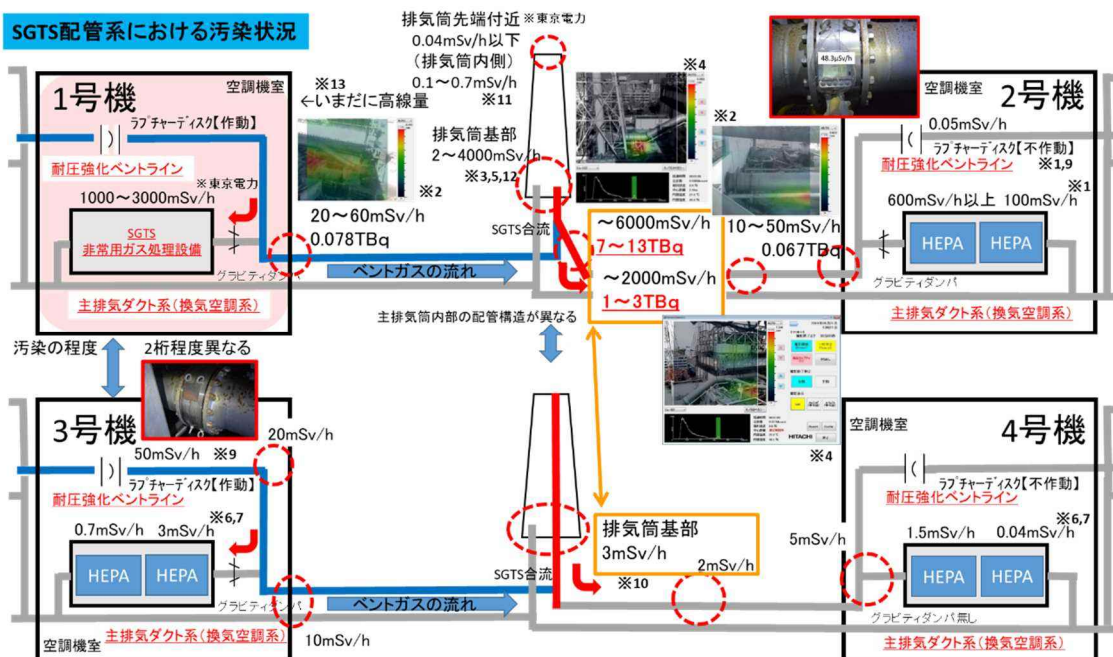 SGTS配管系における汚染状況
排気筒先端付近 ※東京電力
0.04mSv/h以下
(排気筒内側)
0.1～0.7mSv/h
※11
1号機
空調機室
ラプチャーディスク【作動】
耐圧強化ベントライン
※東京電力
1000～3000mSv/h
SGTS
非常用ガス処理設備
グラビティダンパ
主排気ダクト系(換気空調系)
※13
←いまだに高線量
※2
20～60mSv/h
0.078TBq
ベントガスの流れ
排気筒基部
2～4000mSv/h
※3,5,12
SGTS合流
※4
～6000mSv/h
7～13TBq
～2000mSv/h
1～3TBq
※2
10～50mSv/h
0.067TBq
48.3μSv/h
空調機室
2号機
0.05mSv/h
ラプチャーディスク【不作動】
耐圧強化ベントライン
※1,9
※1
600mSv/h以上 100mSv/h
HEPA HEPA
グラビティダンパ
主排気ダクト系(換気空調系)
主排気筒内部の配管構造が異なる
汚染の程度
2桁程度異なる
3号機
20mSv/h
50mSv/h ※9
ラプチャーディスク【作動】
耐圧強化ベントライン
※6,7
0.7mSv/h 3mSv/h
HEPA HEPA
グラビティダンパ
主排気ダクト系(換気空調系)
空調機室
10mSv/h
ベントガスの流れ
SGTS合流
HITACHI
※4
排気筒基部
3mSv/h
※10
2mSv/h
5mSv/h
空調機室
4号機
ラプチャーディスク【不作動】
耐圧強化ベントライン
※6,7
1.5mSv/h 0.04mSv/h
HEPA HEPA
グラビティダンパ無し
主排気ダクト系(換気空調系)